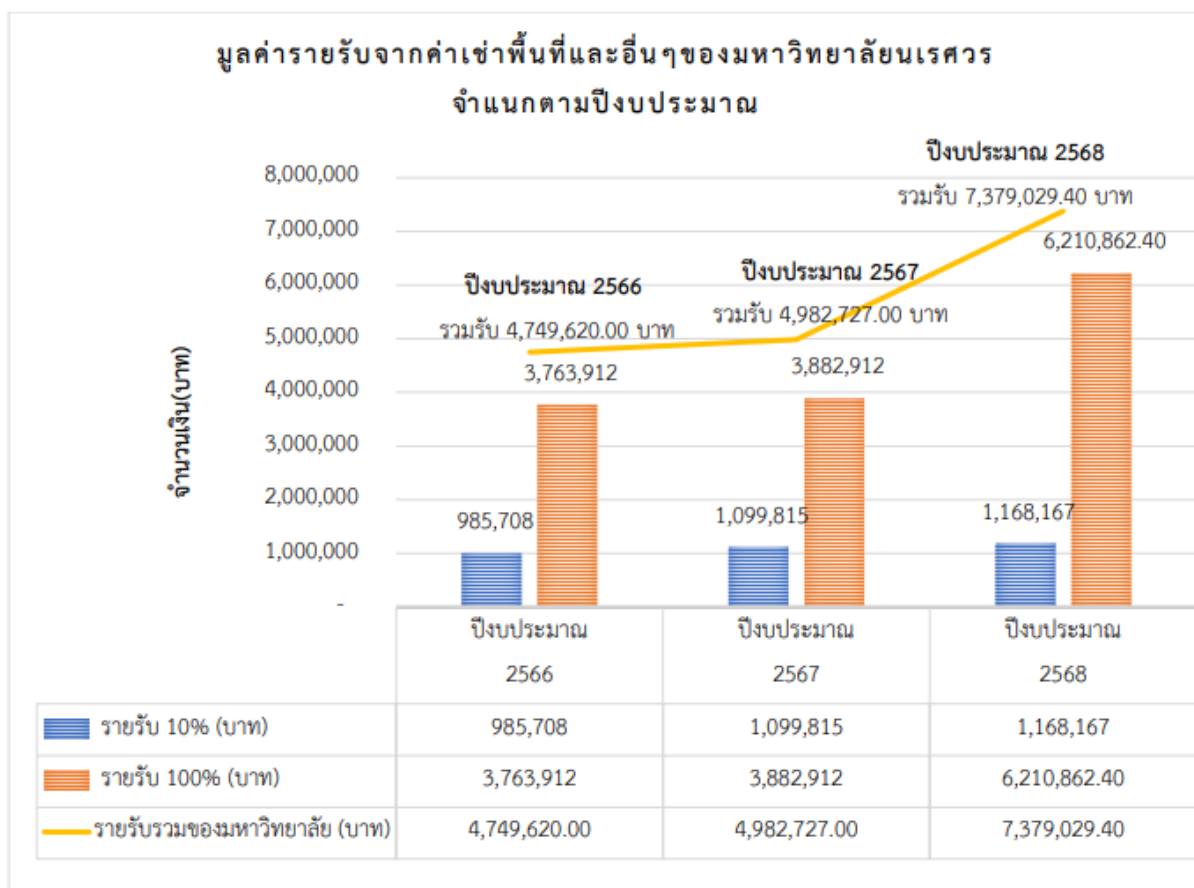 มูลค่ารายรับจากค่าเช่าพื้นที่และอื่นๆของมหาวิทยาลัยนเรศวร
จำแนกตามปีงบประมาณ
ปีงบประมาณ 2568
รวมรับ 7,379,029.40 บาท
6,210,862.40
ปีงบประมาณ 2567
รวมรับ 4,982,727.00 บาท
3,882,912
ปีงบประมาณ 2566
รวมรับ 4,749,620.00 บาท
3,763,912
985,708
1,099,815
1,168,167
จำนวนเงิน(บาท)
8,000,000
7,000,000
6,000,000
5,000,000
4,000,000
3,000,000
2,000,000
1,000,000
-
ปีงบประมาณ 2566
ปีงบประมาณ 2567
ปีงบประมาณ 2568
รายรับ 10% (บาท) 985,708 1,099,815 1,168,167
รายรับ 100% (บาท) 3,763,912 3,882,912 6,210,862.40
รายรับรวมของมหาวิทยาลัย (บาท) 4,749,620.00 4,982,727.00 7,379,029.40